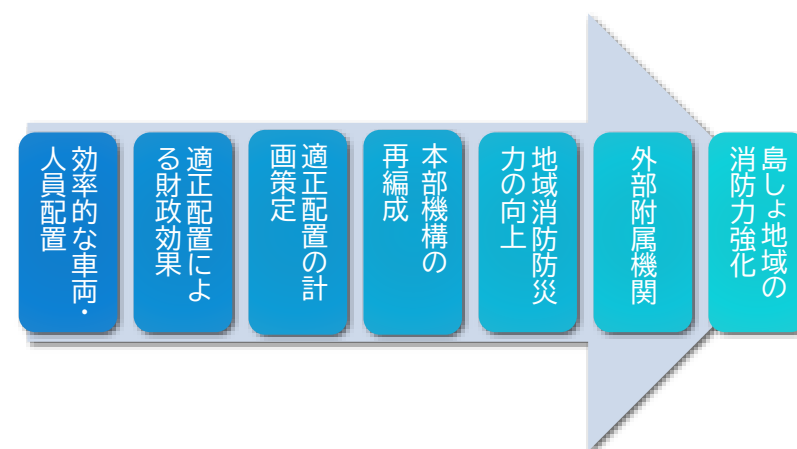 効率的な車両・
人員配置
適正配置によ
る財政効果
適正配置の計
画策定
本部機構の
再編成
地域消防防災
力の向上
外部附属機関
島しょ地域の
消防力強化